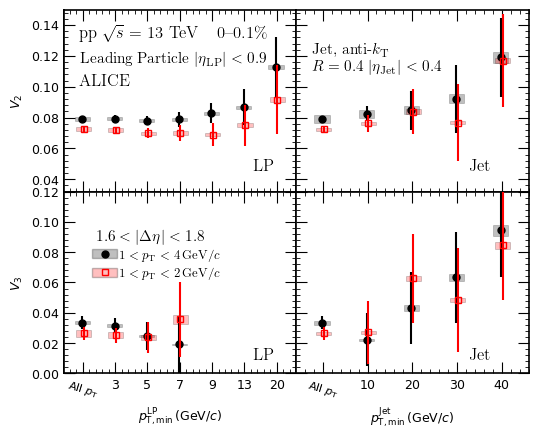 pp √s = 13 TeV 0–0.1%
Leading Particle |η_LP| < 0.9
ALICE
LP
V_2
0.14
0.12
0.10
0.08
0.06
0.04
Jet, anti-k_T
R = 0.4 |η_Jet| < 0.4
Jet
V_3
0.12
0.10
0.08
0.06
0.04
0.02
0.00
1.6 < |Δη| < 1.8
1 < p_T < 4 GeV/c
1 < p_T < 2 GeV/c
LP
Jet
All p_T 3 5 7 9 13 20
All p_T 10 20 30 40
p_T,min^LP (GeV/c)
p_T,min^Jet (GeV/c)